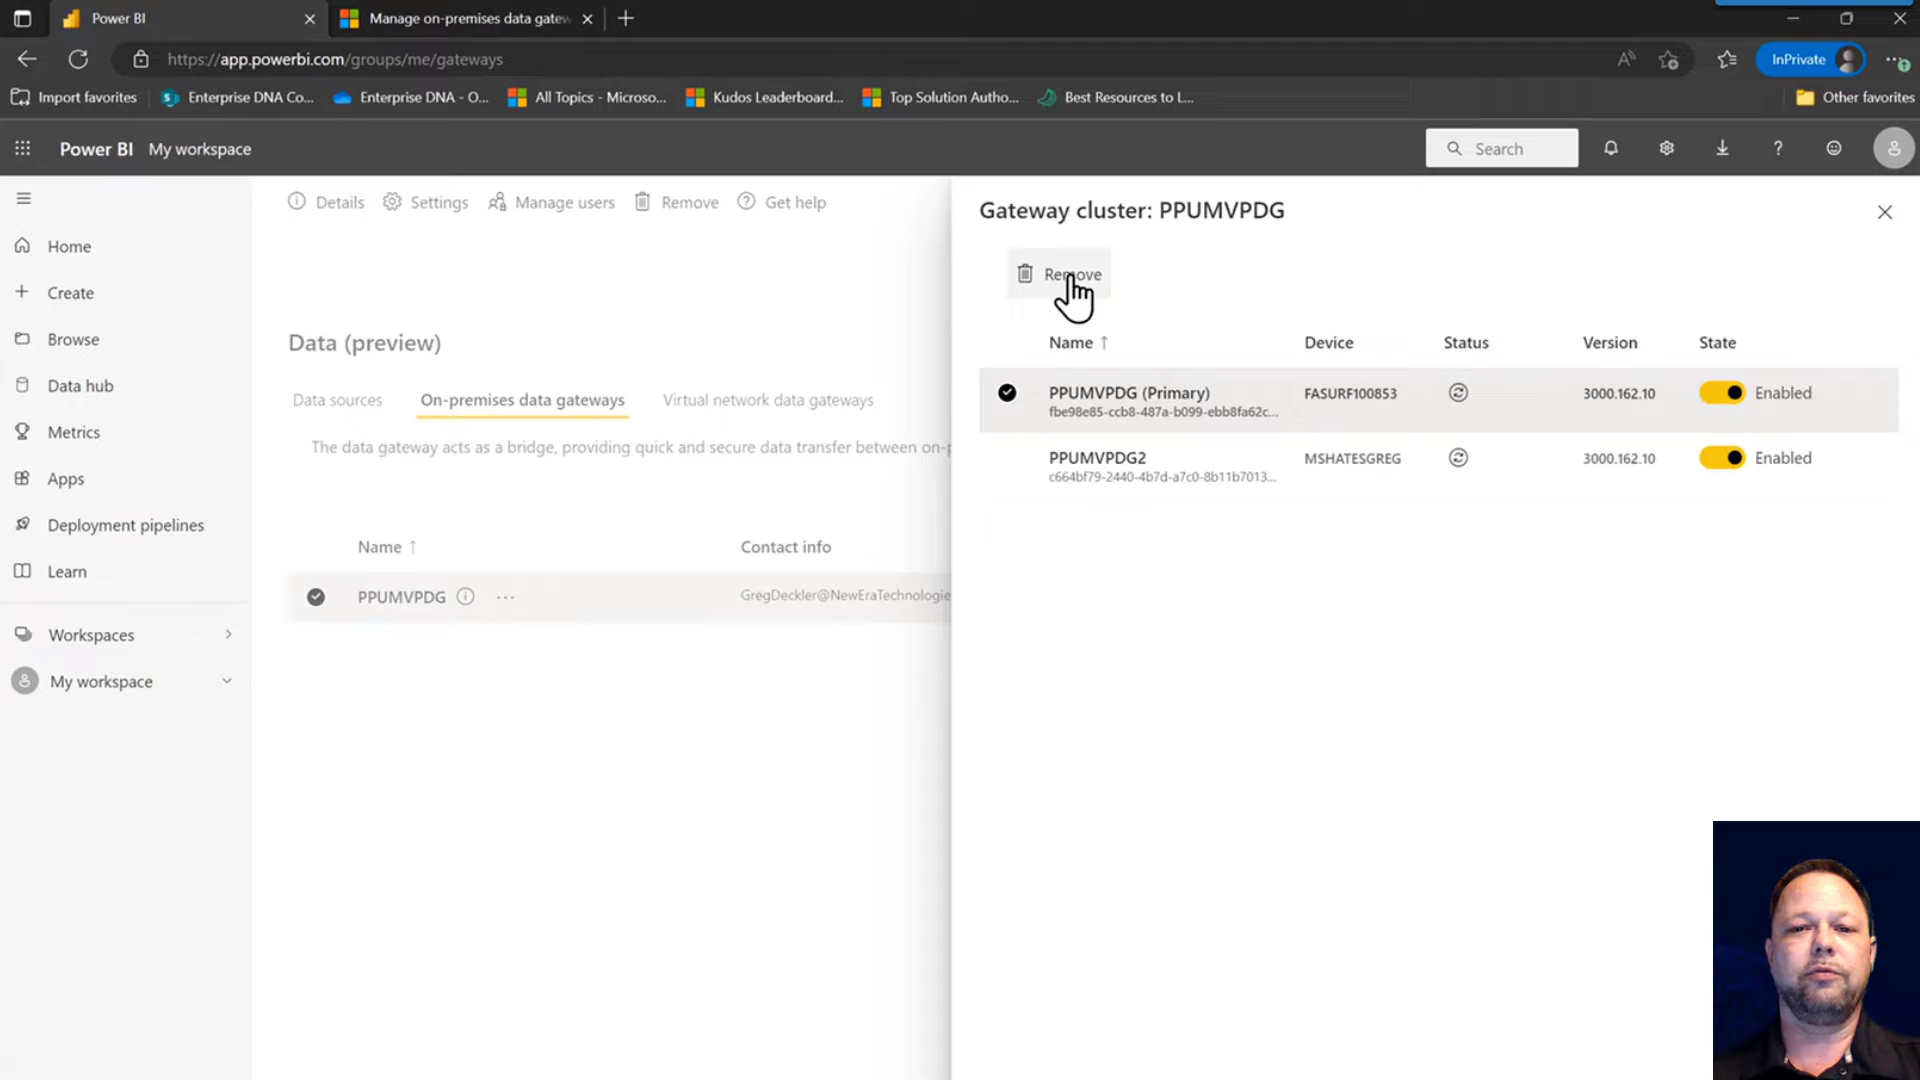 Power BI
Manage on-premises data gatew
https://app.powerbi.com/groups/me/gateways
InPrivate
Import favorites
Enterprise DNA Co...
Enterprise DNA - O...
All Topics - Microso...
Kudos Leaderboard...
Top Solution Autho...
Best Resources to L...
Other favorites
Power BI My workspace
Search
Home
Create
Browse
Data hub
Metrics
Apps
Deployment pipelines
Learn
Workspaces
My workspace
Details Settings Manage users Remove Get help
Data (preview)
Data sources On-premises data gateways Virtual network data gateways
The data gateway acts as a bridge, providing quick and secure data transfer between on-p
Name ↑ Contact info
PPUMVPDG ... GregDeckler@NewEraTechnologie
Gateway cluster: PPUMVPDG
Remove
Name ↑ Device Status Version State
PPUMVPDG (Primary) FASURF100853 3000.162.10 Enabled
fbe98e85-ccb8-487a-b099-ebb8fa62c...
PPUMVPDG2 MSHATESGREG 3000.162.10 Enabled
c664bf79-2440-4b7d-a7c0-8b11b7013...